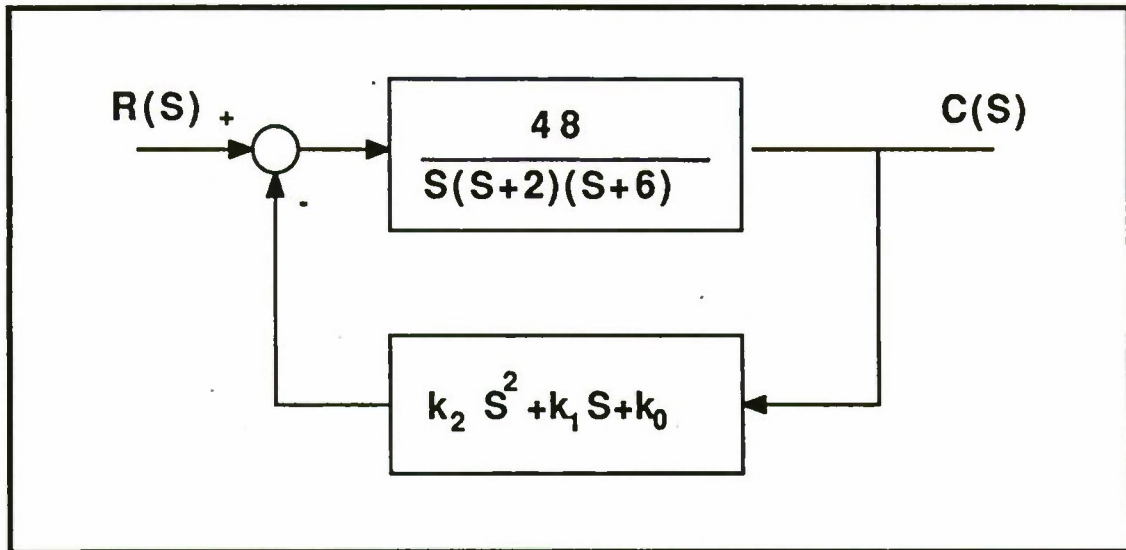 R(S) +
C(S)
48
S(S+2)(S+6)
-
k₂ S² +k₁ S+k₀